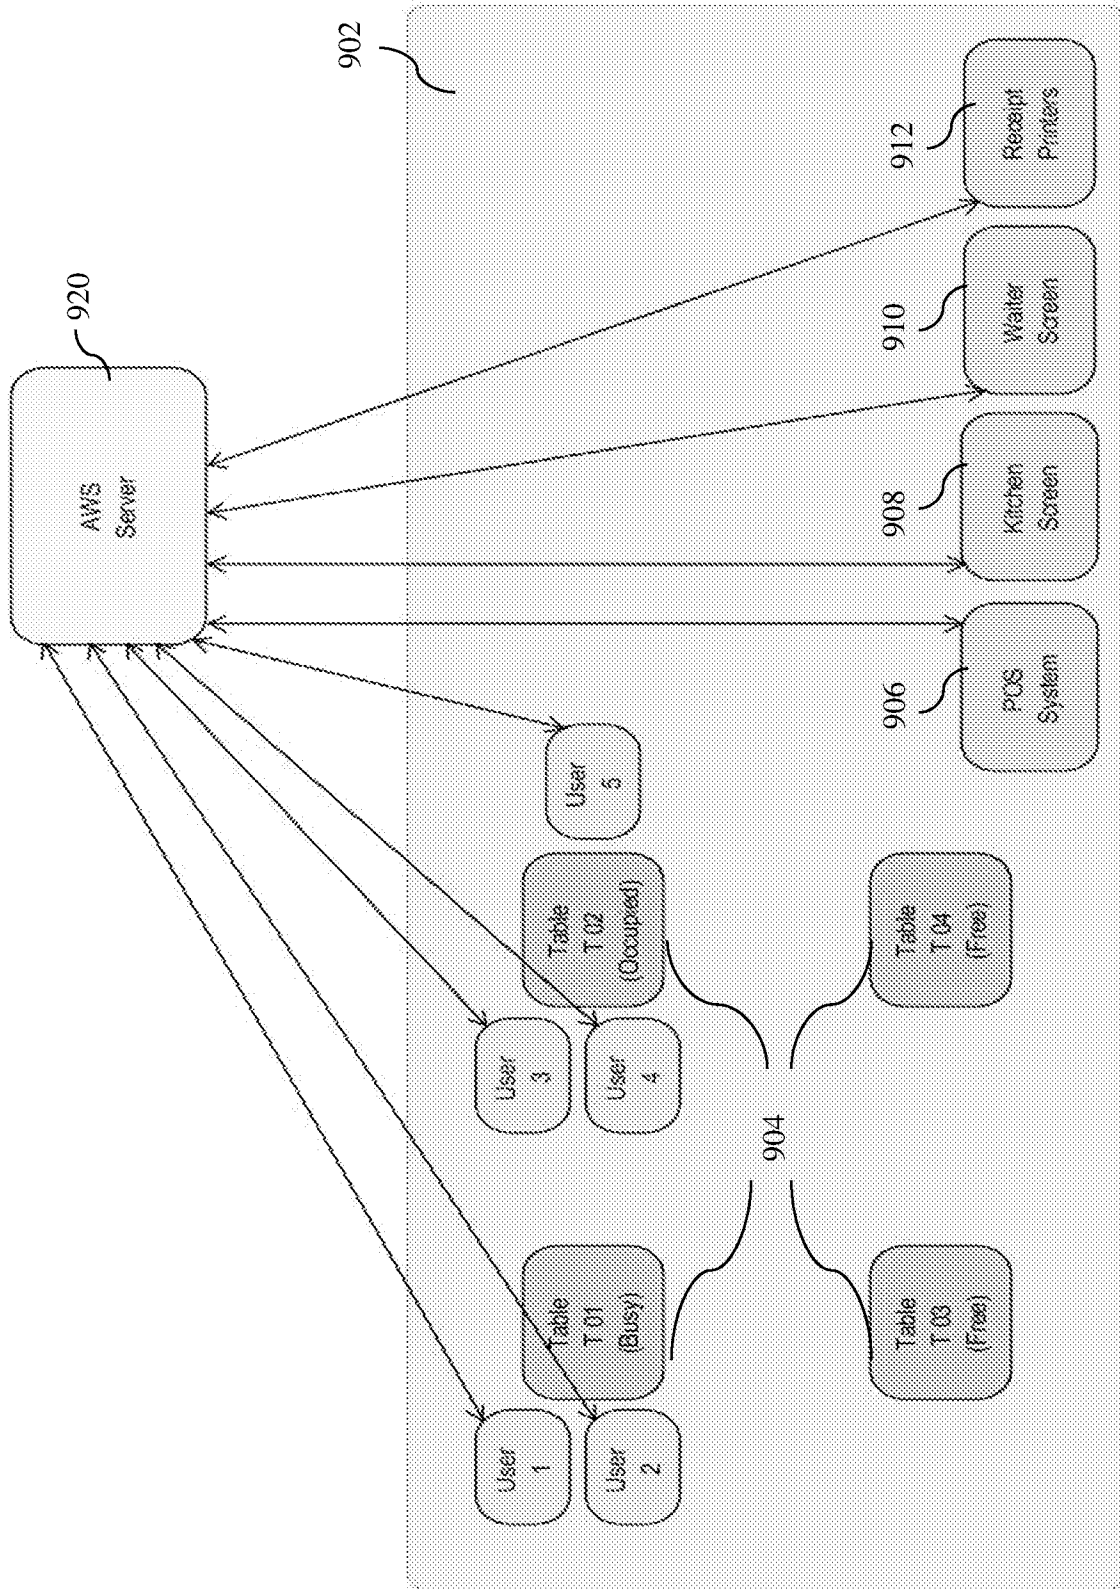 902
920
AWS
Server
User
1
User
2
Table
T 01
(Busy)
User
3
User
4
Table
T 02
(Occupied)
User
5
904
Table
T 03
(Free)
Table
T 04
(Free)
906
POS
System
908
Kitchen
Screen
910
Waiter
Screen
912
Receipt
Printers